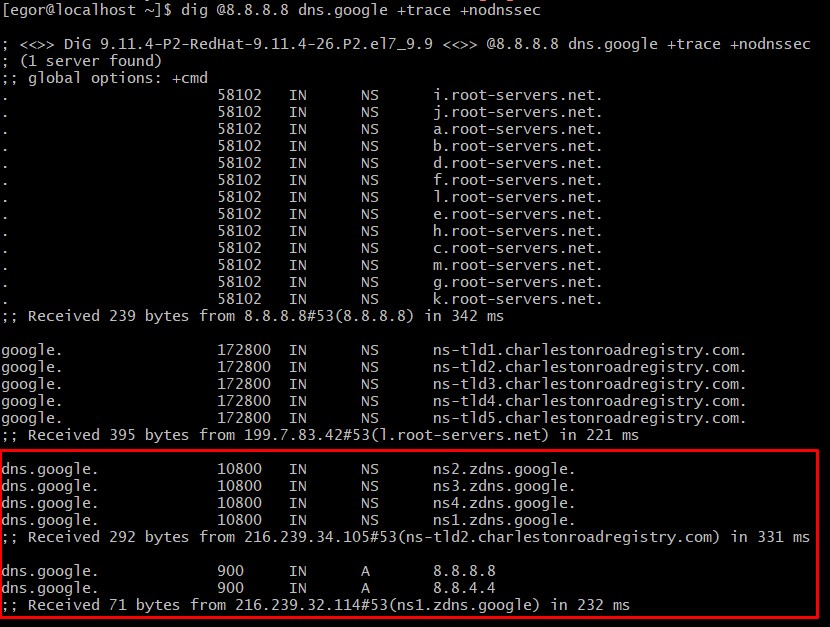 [egor@localhost ~]$ dig @8.8.8.8 dns.google +trace +nodnssec
; <<>> DiG 9.11.4-P2-RedHat-9.11.4-26.P2.el7_9.9 <<>> @8.8.8.8 dns.google +trace +nodnssec
; (1 server found)
;; global options: +cmd
. 58102 IN NS i.root-servers.net.
. 58102 IN NS j.root-servers.net.
. 58102 IN NS a.root-servers.net.
. 58102 IN NS b.root-servers.net.
. 58102 IN NS d.root-servers.net.
. 58102 IN NS f.root-servers.net.
. 58102 IN NS l.root-servers.net.
. 58102 IN NS e.root-servers.net.
. 58102 IN NS h.root-servers.net.
. 58102 IN NS c.root-servers.net.
. 58102 IN NS m.root-servers.net.
. 58102 IN NS g.root-servers.net.
. 58102 IN NS k.root-servers.net.
;; Received 239 bytes from 8.8.8.8#53(8.8.8.8) in 342 ms
google. 172800 IN NS ns-tld1.charlestonroadregistry.com.
google. 172800 IN NS ns-tld2.charlestonroadregistry.com.
google. 172800 IN NS ns-tld3.charlestonroadregistry.com.
google. 172800 IN NS ns-tld4.charlestonroadregistry.com.
google. 172800 IN NS ns-tld5.charlestonroadregistry.com.
;; Received 395 bytes from 199.7.83.42#53(l.root-servers.net) in 221 ms
dns.google. 10800 IN NS ns2.zdns.google.
dns.google. 10800 IN NS ns3.zdns.google.
dns.google. 10800 IN NS ns4.zdns.google.
dns.google. 10800 IN NS ns1.zdns.google.
;; Received 292 bytes from 216.239.34.105#53(ns-tld2.charlestonroadregistry.com) in 331 ms
dns.google. 900 IN A 8.8.8.8
dns.google. 900 IN A 8.8.4.4
;; Received 71 bytes from 216.239.32.114#53(ns1.zdns.google) in 232 ms